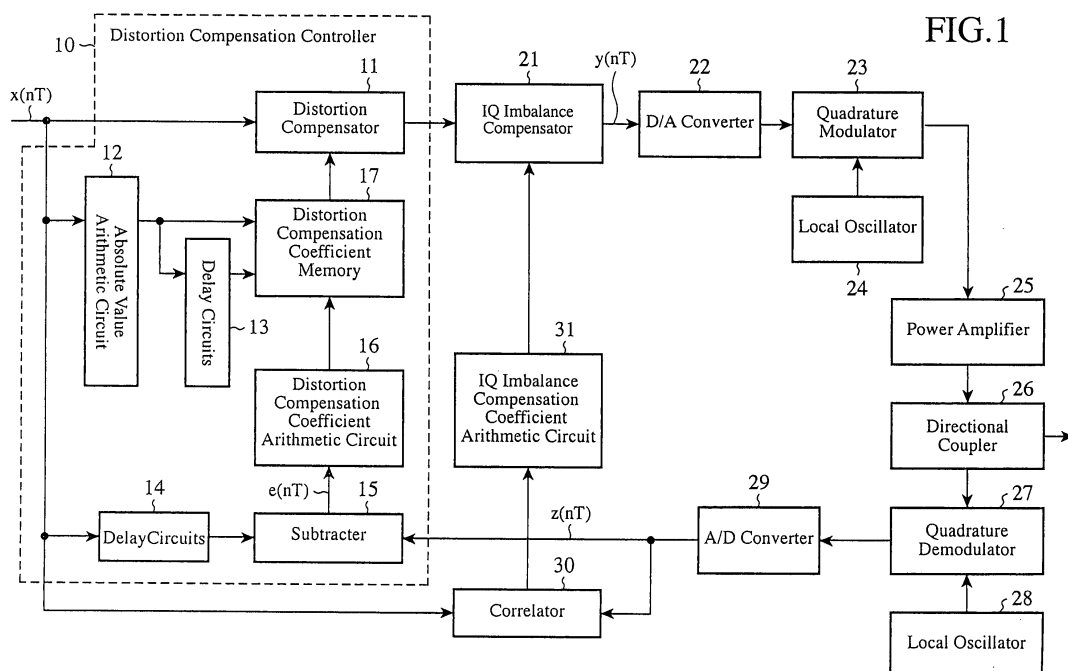 FIG.1
10
Distortion Compensation Controller
x(nT)
11
Distortion
Compensator
21
IQ Imbalance
Compensator
y(nT)
22
D/A Converter
23
Quadrature
Modulator
12
Absolute Value
Arithmetic Circuit
17
Distortion
Compensation
Coefficient
Memory
Delay Circuits
13
Local Oscillator
24
25
Power Amplifier
16
Distortion
Compensation
Coefficient
Arithmetic Circuit
31
IQ Imbalance
Compensation
Coefficient
Arithmetic Circuit
26
Directional
Coupler
14
DelayCircuits
e(nT)
15
Subtracter
z(nT)
29
A/D Converter
27
Quadrature
Demodulator
30
Correlator
28
Local Oscillator